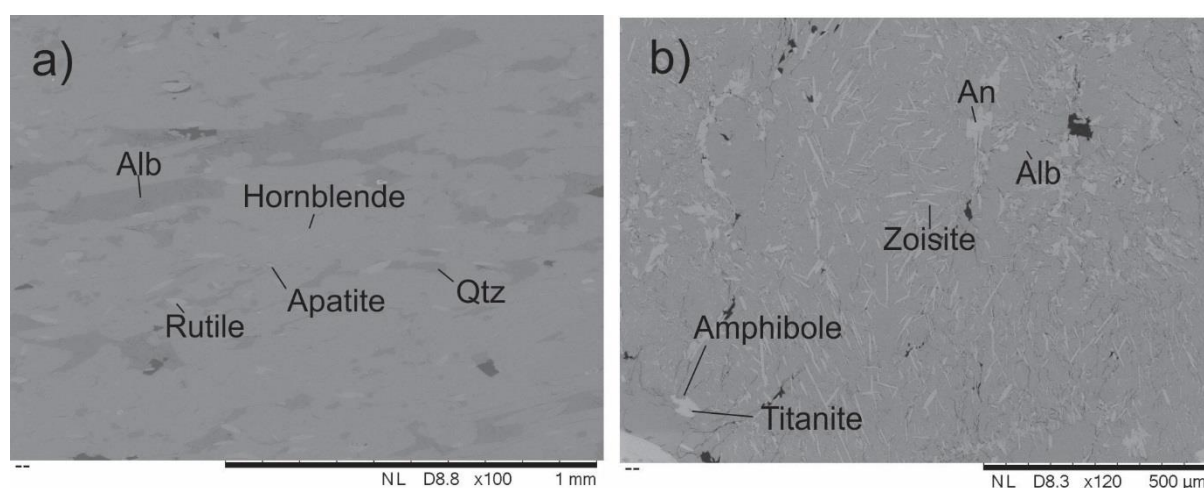 a)
Alb
Hornblende
Apatite
Qtz
Rutile
--
NL D8.8 x100 1 mm
b)
An
Alb
Zoisite
Amphibole
Titanite
--
NL D8.3 x120 500 µm